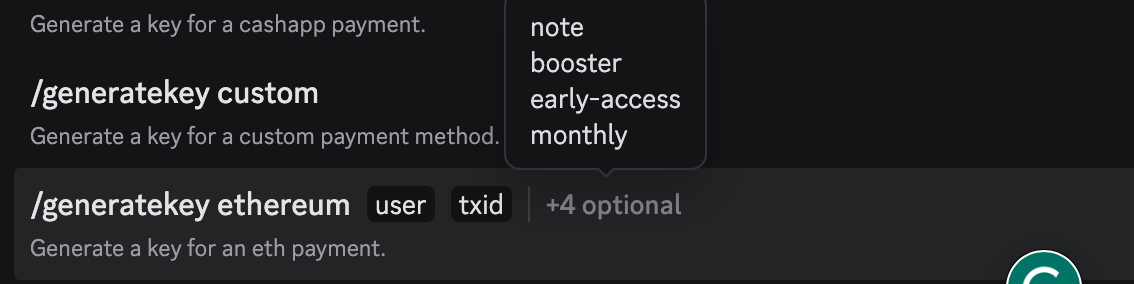 Generate a key for a cashapp payment.
note
booster
early-access
monthly
/generatekey custom
Generate a key for a custom payment method.
/generatekey ethereum user txid +4 optional
Generate a key for an eth payment.